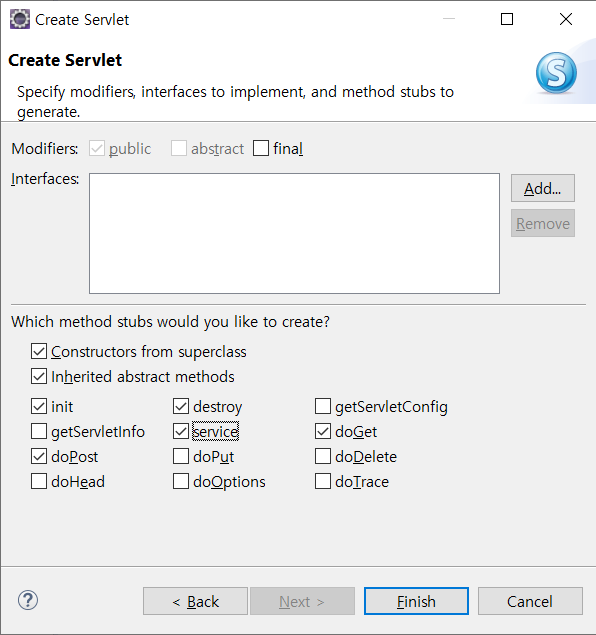 Create Servlet
Create Servlet
Specify modifiers, interfaces to implement, and method stubs to
generate.
S
Modifiers: public abstract final
Interfaces:
Add...
Remove
Which method stubs would you like to create?
Constructors from superclass
Inherited abstract methods
init destroy getServletConfig
getServletInfo service doGet
doPost doPut doDelete
doHead doOptions doTrace
? < Back Next > Finish Cancel